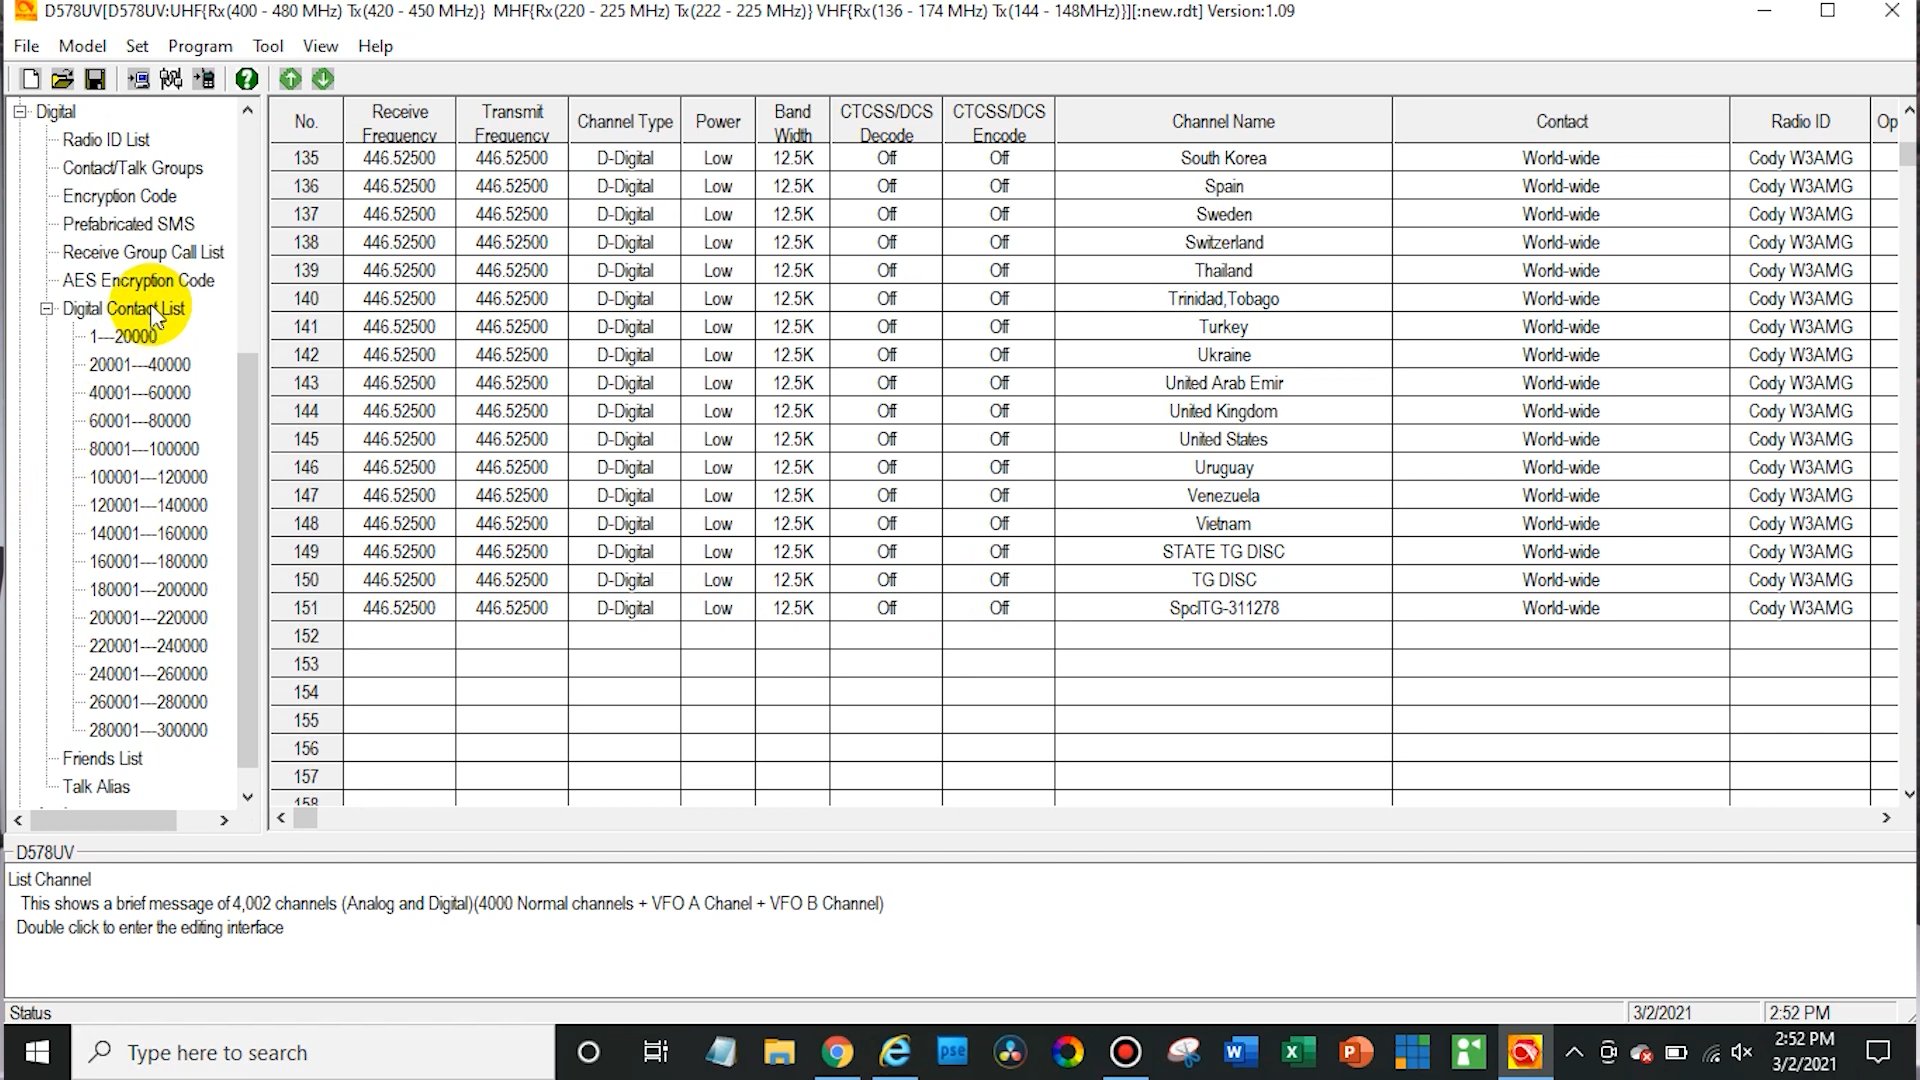 D578UV[D578UV:UHF{Rx(400 - 480 MHz) Tx(420 - 450 MHz)}  MHF{Rx(220 - 225 MHz) Tx(222 - 225 MHz)} VHF{Rx(136 - 174 MHz) Tx(144 - 148MHz)}][:new.rdt] Version:1.09
File Model Set Program Tool View Help
Digital
Radio ID List
Contact/Talk Groups
Encryption Code
Prefabricated SMS
Receive Group Call List
AES Encryption Code
Digital Contact List
1---20000
20001---40000
40001---60000
60001---80000
80001---100000
100001---120000
120001---140000
140001---160000
160001---180000
180001---200000
200001---220000
220001---240000
240001---260000
260001---280000
280001---300000
Friends List
Talk Alias
No. Receive Frequency Transmit Frequency Channel Type Power Band Width CTCSS/DCS Decode CTCSS/DCS Encode Channel Name Contact Radio ID Op
135 446.52500 446.52500 D-Digital Low 12.5K Off Off South Korea World-wide Cody W3AMG
136 446.52500 446.52500 D-Digital Low 12.5K Off Off Spain World-wide Cody W3AMG
137 446.52500 446.52500 D-Digital Low 12.5K Off Off Sweden World-wide Cody W3AMG
138 446.52500 446.52500 D-Digital Low 12.5K Off Off Switzerland World-wide Cody W3AMG
139 446.52500 446.52500 D-Digital Low 12.5K Off Off Thailand World-wide Cody W3AMG
140 446.52500 446.52500 D-Digital Low 12.5K Off Off Trinidad,Tobago World-wide Cody W3AMG
141 446.52500 446.52500 D-Digital Low 12.5K Off Off Turkey World-wide Cody W3AMG
142 446.52500 446.52500 D-Digital Low 12.5K Off Off Ukraine World-wide Cody W3AMG
143 446.52500 446.52500 D-Digital Low 12.5K Off Off United Arab Emir World-wide Cody W3AMG
144 446.52500 446.52500 D-Digital Low 12.5K Off Off United Kingdom World-wide Cody W3AMG
145 446.52500 446.52500 D-Digital Low 12.5K Off Off United States World-wide Cody W3AMG
146 446.52500 446.52500 D-Digital Low 12.5K Off Off Uruguay World-wide Cody W3AMG
147 446.52500 446.52500 D-Digital Low 12.5K Off Off Venezuela World-wide Cody W3AMG
148 446.52500 446.52500 D-Digital Low 12.5K Off Off Vietnam World-wide Cody W3AMG
149 446.52500 446.52500 D-Digital Low 12.5K Off Off STATE TG DISC World-wide Cody W3AMG
150 446.52500 446.52500 D-Digital Low 12.5K Off Off TG DISC World-wide Cody W3AMG
151 446.52500 446.52500 D-Digital Low 12.5K Off Off SpclTG-311278 World-wide Cody W3AMG
152
153
154
155
156
157
158
D578UV
List Channel
This shows a brief message of 4,002 channels (Analog and Digital)(4000 Normal channels + VFO A Chanel + VFO B Channel)
Double click to enter the editing interface
Status 3/2/2021 2:52 PM
Type here to search
pse
2:52 PM
3/2/2021